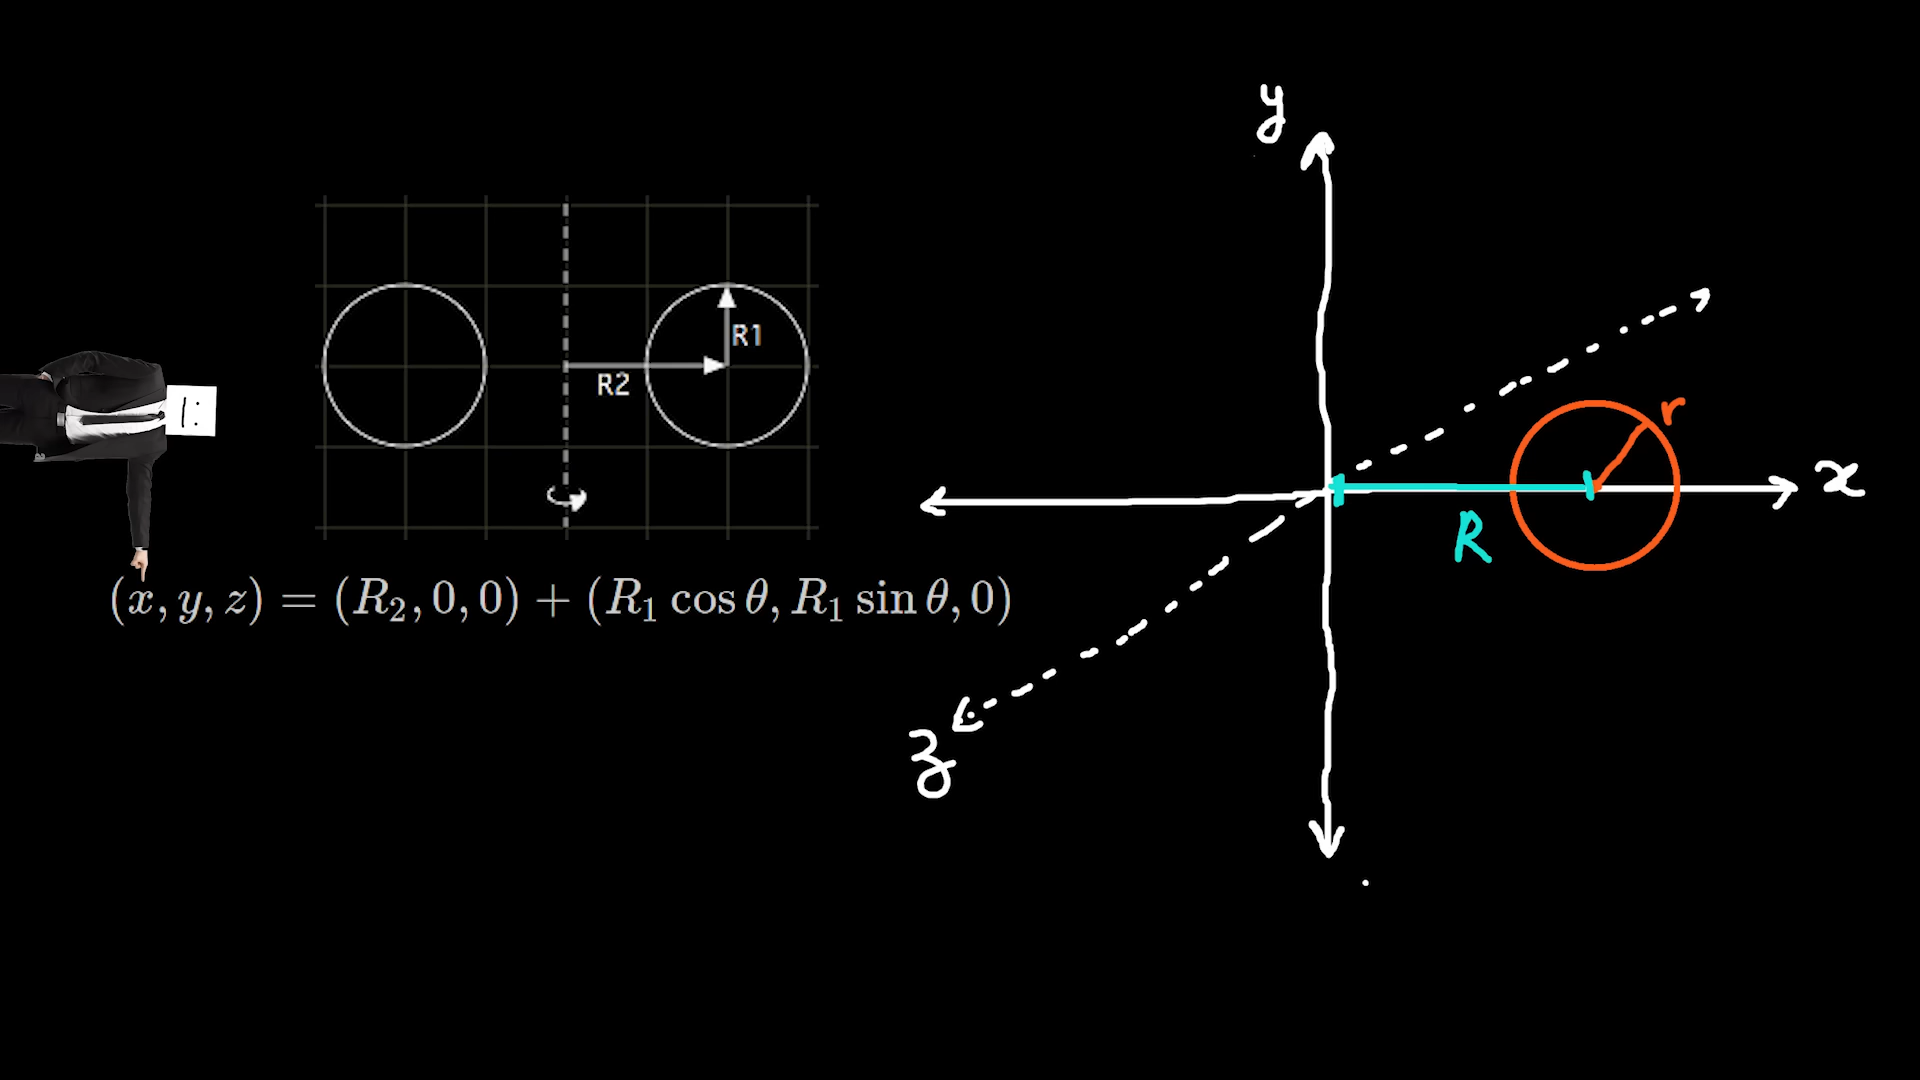 y
R1
R2
r
x
R
(x, y, z) = (R₂, 0, 0) + (R₁ cos θ, R₁ sin θ, 0)
z